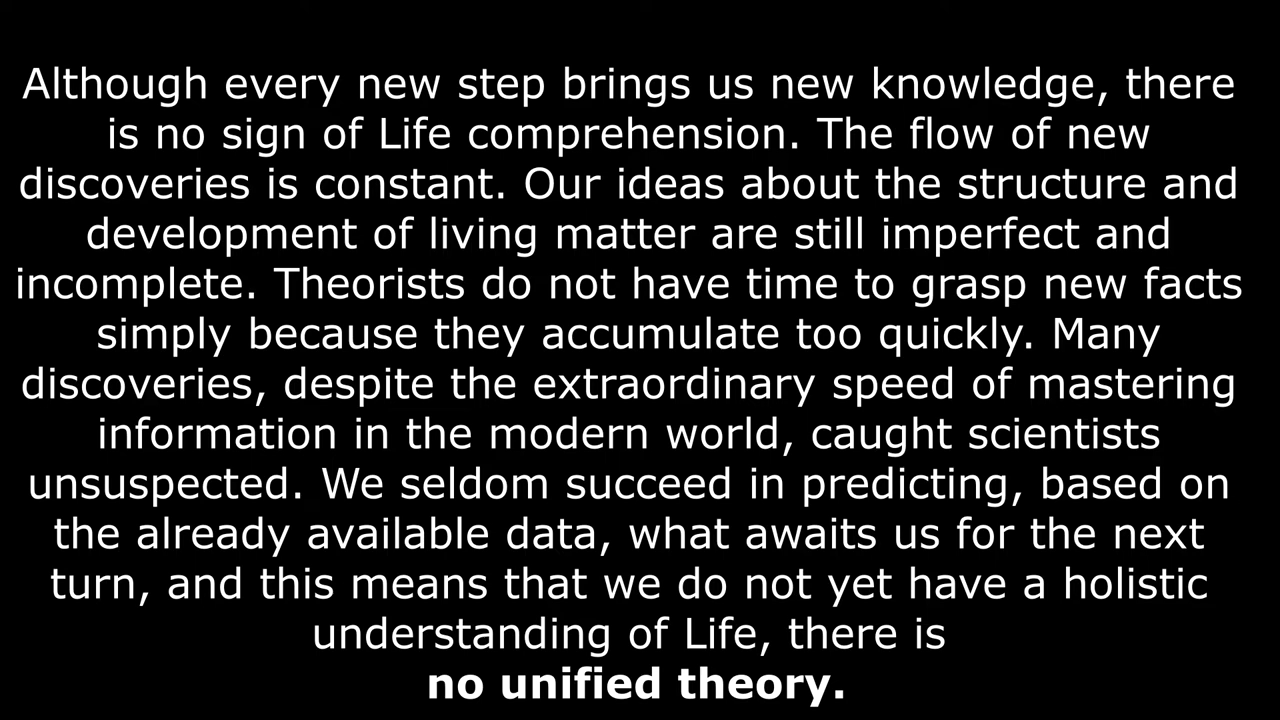 Although every new step brings us new knowledge, there
is no sign of Life comprehension. The flow of new
discoveries is constant. Our ideas about the structure and
development of living matter are still imperfect and
incomplete. Theorists do not have time to grasp new facts
simply because they accumulate too quickly. Many
discoveries, despite the extraordinary speed of mastering
information in the modern world, caught scientists
unsuspected. We seldom succeed in predicting, based on
the already available data, what awaits us for the next
turn, and this means that we do not yet have a holistic
understanding of Life, there is
no unified theory.